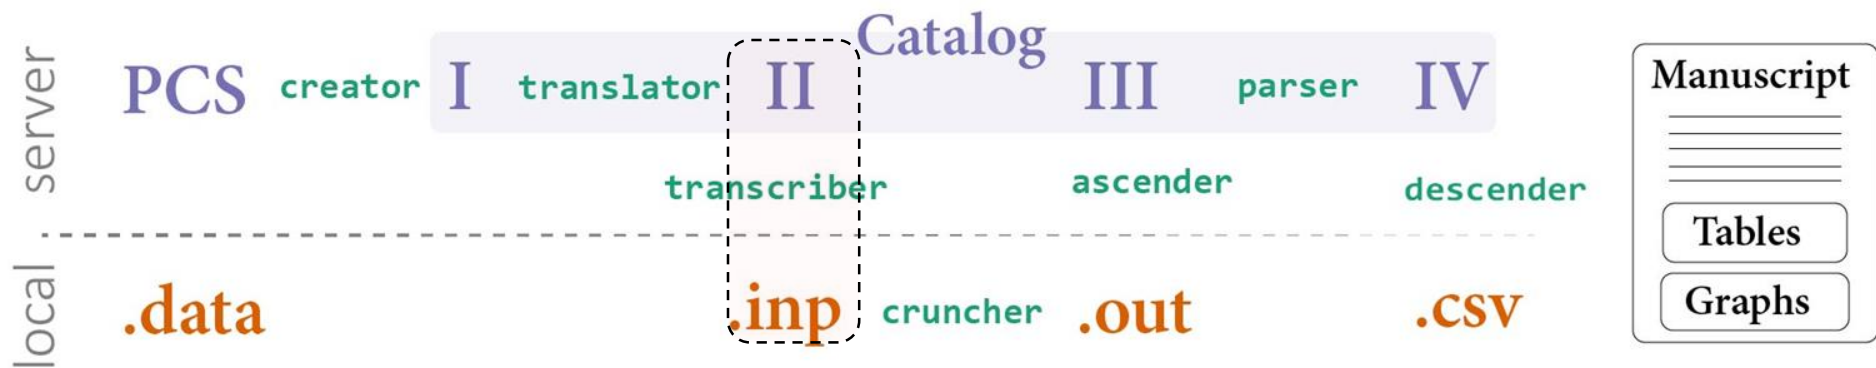 server
Catalog
PCS creator I translator II III parser IV
transcriber ascender descender
local
.data .inp cruncher .out .csv
Manuscript
Tables
Graphs